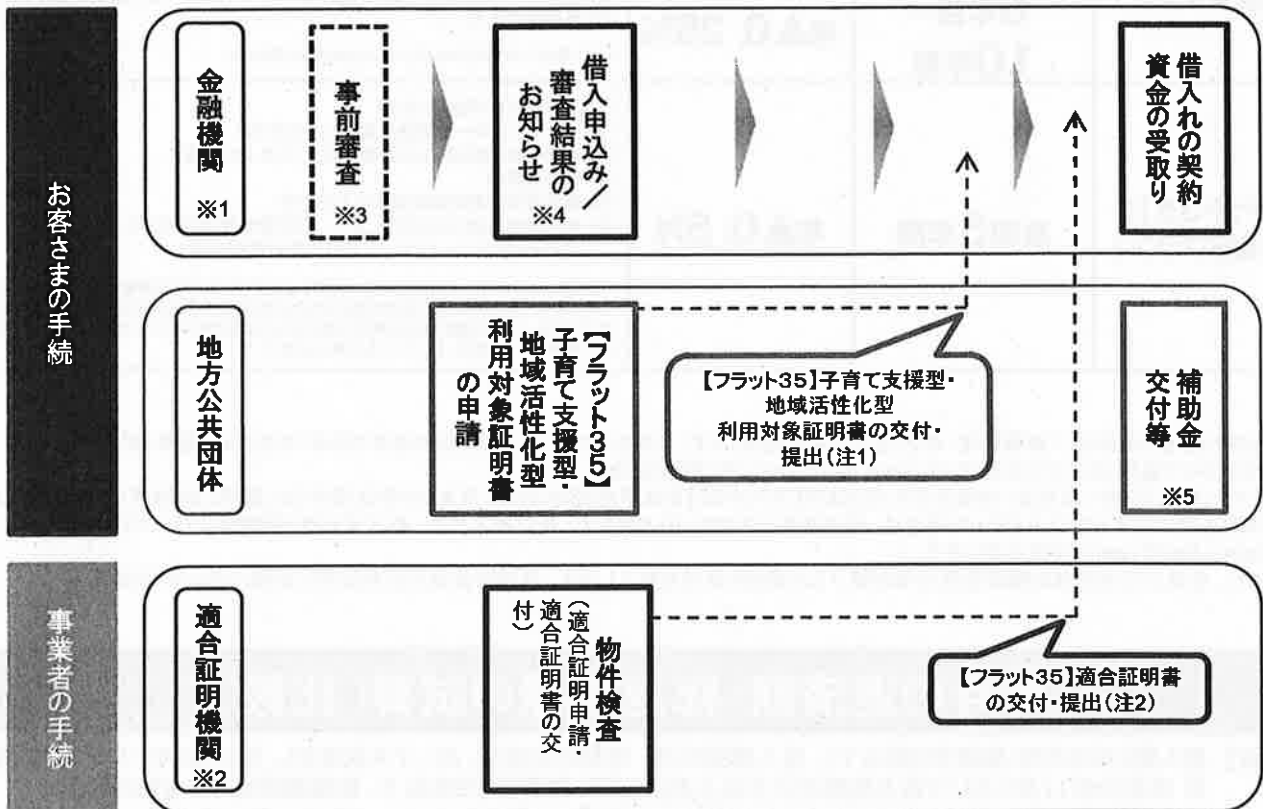 お客さまの手続
金融機関
※1
事前審査
※3
借入申込み／
審査結果の
お知らせ
※4
借入れの契約
資金の受取り
地方公共団体
【フラット35】
子育て支援型・
地域活性化型
利用対象証明書
の申請
【フラット35】子育て支援型・
地域活性化型
利用対象証明書の交付・
提出(注1)
補助金
交付等
※5
事業者の手続
適合証明機関
※2
物件検査
（適合証明申請・
適合証明書の交
付）
【フラット35】適合証明書
の交付・提出(注2)